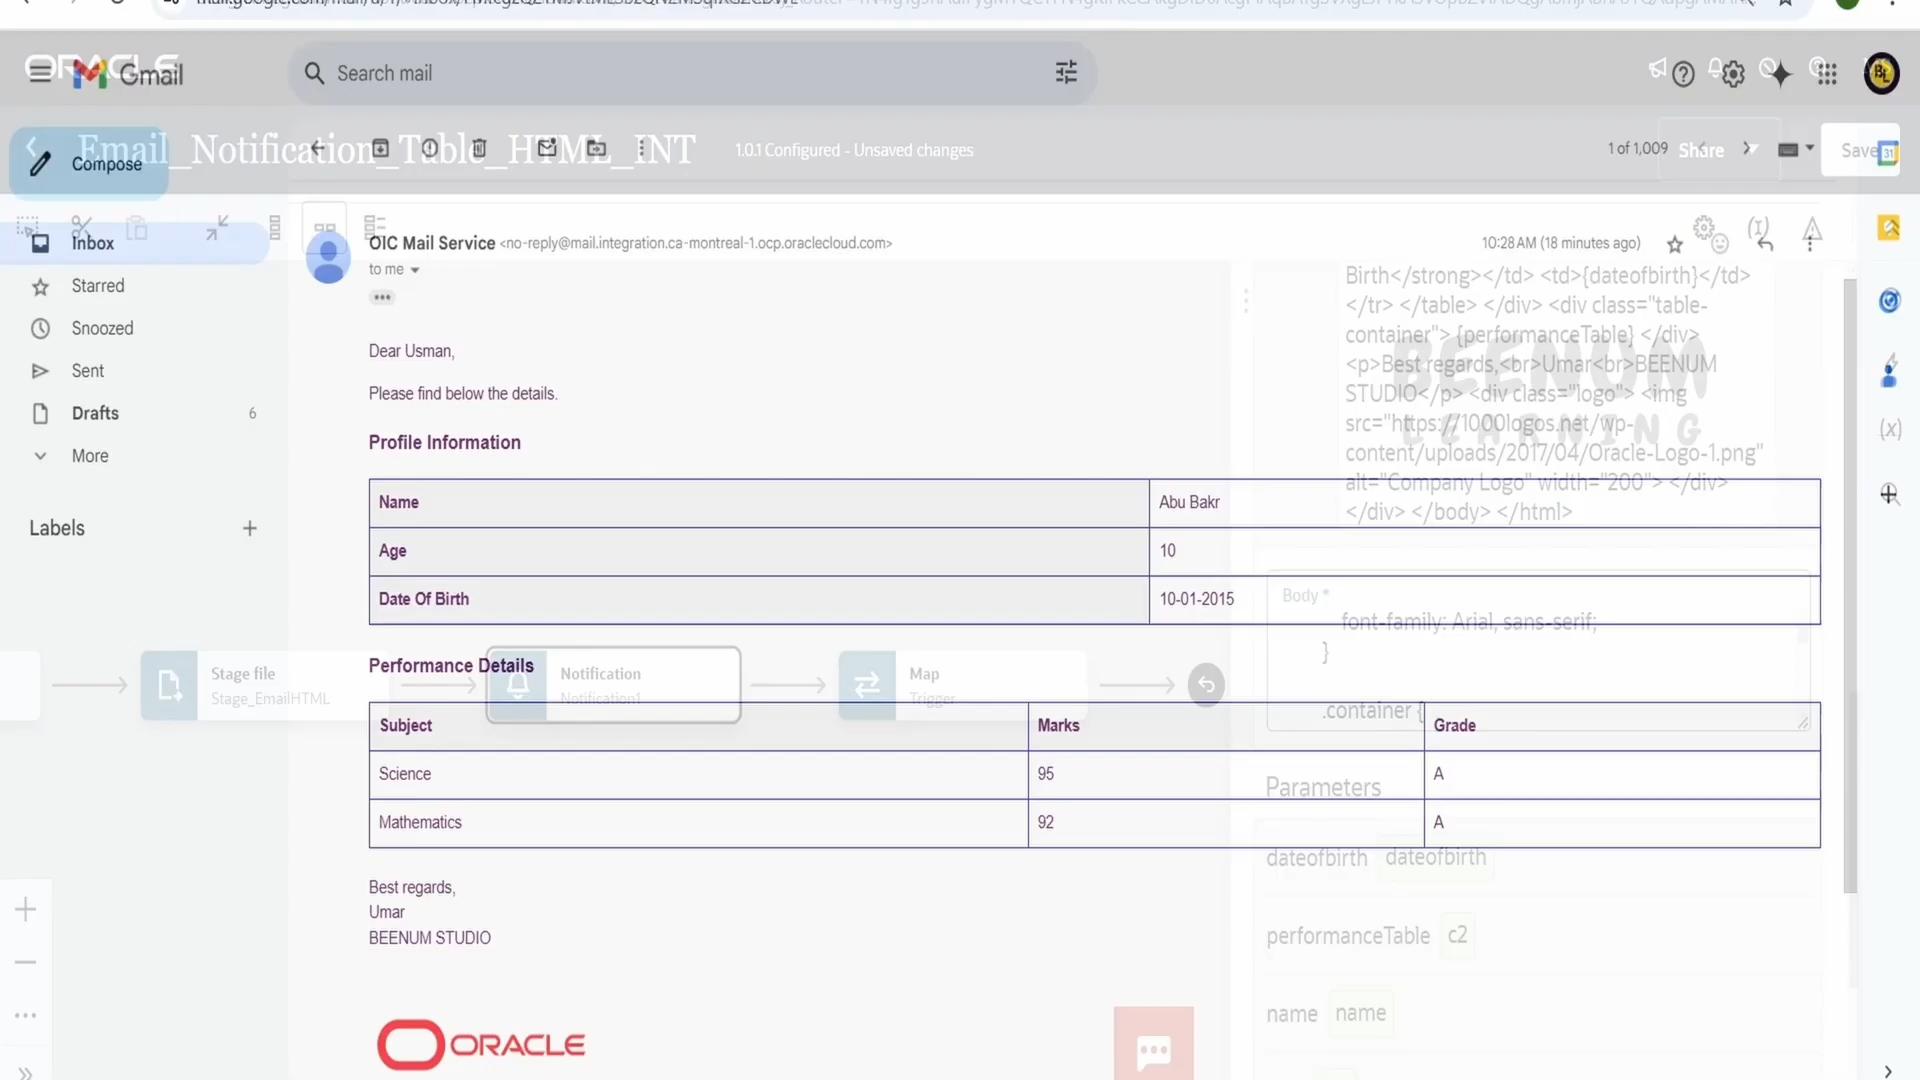 ORACLE
Gmail
Search mail
Email_Notification_Table_HTML_INT
1.0.1 Configured - Unsaved changes
1 of 1,009
Share
Save
Compose
Inbox
Starred
Snoozed
Sent
Drafts
6
More
Labels
OIC Mail Service <no-reply@mail.integration.ca-montreal-1.ocp.oraclecloud.com>
10:28 AM (18 minutes ago)
to me
Dear Usman,
Please find below the details.
Profile Information
Name
Abu Bakr
Age
10
Date Of Birth
10-01-2015
Performance Details
Subject
Marks
Grade
Science
95
A
Mathematics
92
A
Best regards,
Umar
BEENUM STUDIO
ORACLE
Stage file
Stage_EmailHTML
Notification
Notification1
Map
Trigger
Birth</strong></td> <td>{dateofbirth}</td>
</tr> </table> </div> <div class="table-
container"> {performanceTable} </div>
<p>Best regards,<br>Umar<br>BEENUM
STUDIO</p> <div class="logo"> <img
src="https://1000logos.net/wp-
content/uploads/2017/04/Oracle-Logo-1.png"
alt="Company Logo" width="200"> </div>
</div> </body> </html>
BEENUM
LEARNING
Body *
font-family: Arial, sans-serif;
}
.container {
Parameters
dateofbirth
dateofbirth
performanceTable
c2
name
name
(x)
31
BL